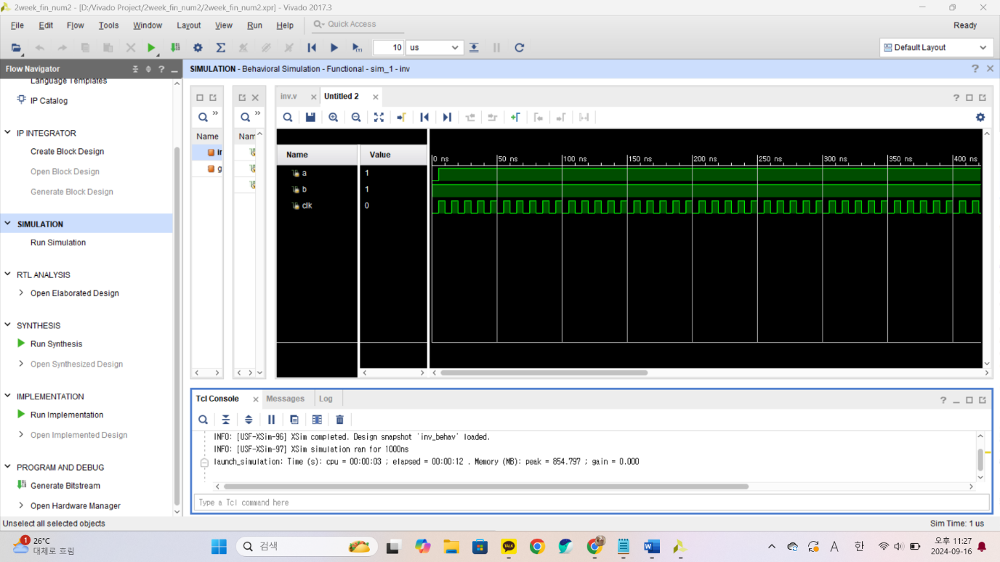 2week_fin_num2 - [D:/Vivado Project/2week_fin_num2/2week_fin_num2.xpr] - Vivado 2017.3
File Edit Flow Tools Window Layout View Run Help Quick Access Ready
10 us Default Layout
Flow Navigator
Language Templates
IP Catalog
IP INTEGRATOR
Create Block Design
Open Block Design
Generate Block Design
SIMULATION
Run Simulation
RTL ANALYSIS
Open Elaborated Design
SYNTHESIS
Run Synthesis
Open Synthesized Design
IMPLEMENTATION
Run Implementation
Open Implemented Design
PROGRAM AND DEBUG
Generate Bitstream
Open Hardware Manager
SIMULATION - Behavioral Simulation - Functional - sim_1 - inv
Name
g
inv.v Untitled 2
Name Value
0 ns 50 ns 100 ns 150 ns 200 ns 250 ns 300 ns 350 ns 400 ns
a 1
b 1
clk 0
Tcl Console Messages Log
INFO: [USF-XSim-96] XSim completed. Design snapshot 'inv_behav' loaded.
INFO: [USF-XSim-97] XSim simulation ran for 1000ns
launch_simulation: Time (s): cpu = 00:00:03 ; elapsed = 00:00:12 . Memory (MB): peak = 854.797 ; gain = 0.000
Type a Tcl command here
Unselect all selected objects Sim Time: 1 us
1 26°C
대체로 흐림
검색
TALK
A 한
오후 11:27
2024-09-16